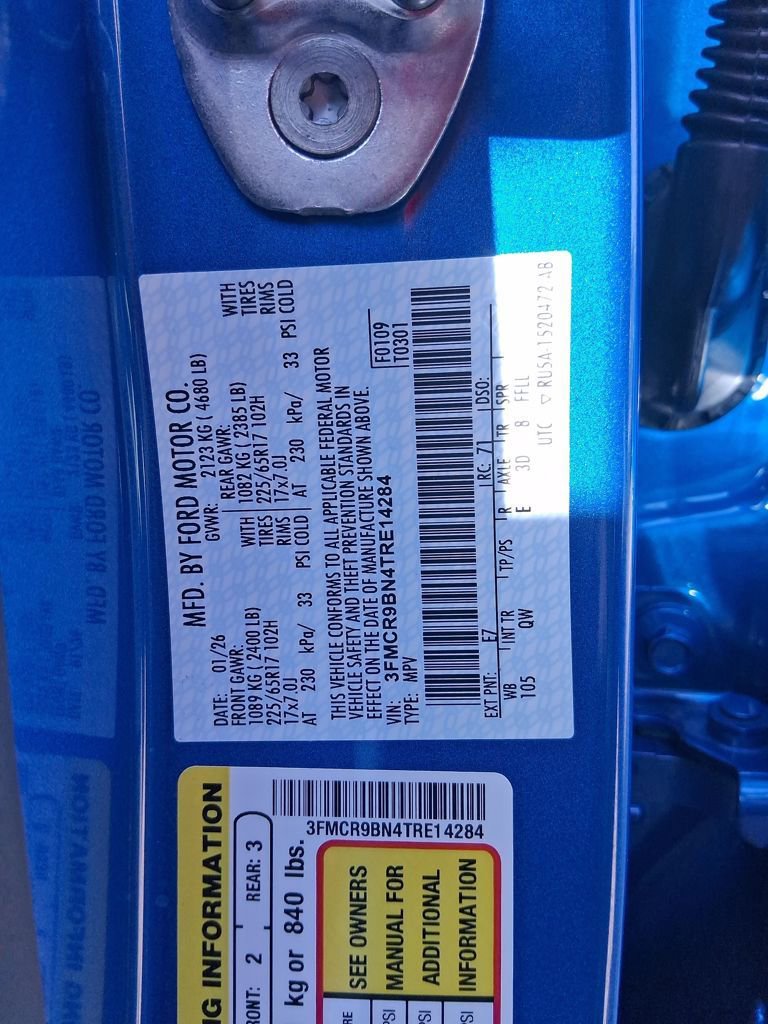 MFD. BY FORD MOTOR CO.
DATE: 01/26 GVWR: 2123 KG ( 4680 LB)
FRONT GAWR: REAR GAWR:
1089 KG ( 2400 LB) WITH 1082 KG ( 2385 LB) WITH
225/65R17 102H TIRES 225/65R17 102H TIRES
17x7.0J RIMS 17x7.0J RIMS
AT 230 kPa/ 33 PSI COLD AT 230 kPa/ 33 PSI COLD
THIS VEHICLE CONFORMS TO ALL APPLICABLE FEDERAL MOTOR
VEHICLE SAFETY AND THEFT PREVENTION STANDARDS IN
EFFECT ON THE DATE OF MANUFACTURE SHOWN ABOVE.
VIN: 3FMCR9BN4TRE14284 F0109
TYPE: MPV T0301
EXT PNT: E7 RC: 71 DSO:
WB INT TR TP/PS R AXLE TR SPR
105 QW E 3D 8 FFLL
UTC ▽ RU5A-1520472-AB
NG INFORMATION
RONT: 2 REAR: 3
kg or 840 lbs.
3FMCR9BN4TRE14284
SEE OWNERS
MANUAL FOR
ADDITIONAL
INFORMATION
RE
PSI
PSI